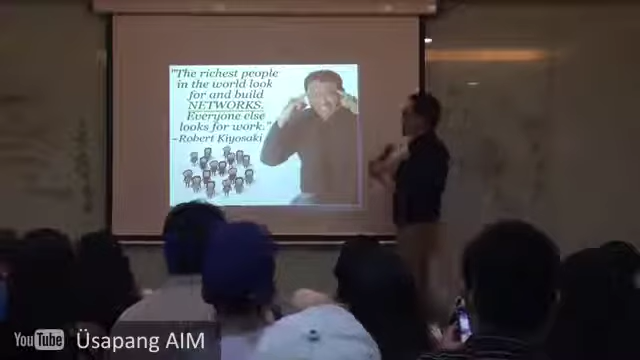 "The richest people
in the world look
for and build
NETWORKS.
Everyone else
looks for work."
~Robert Kiyosaki
YouTube Üsapang AIM